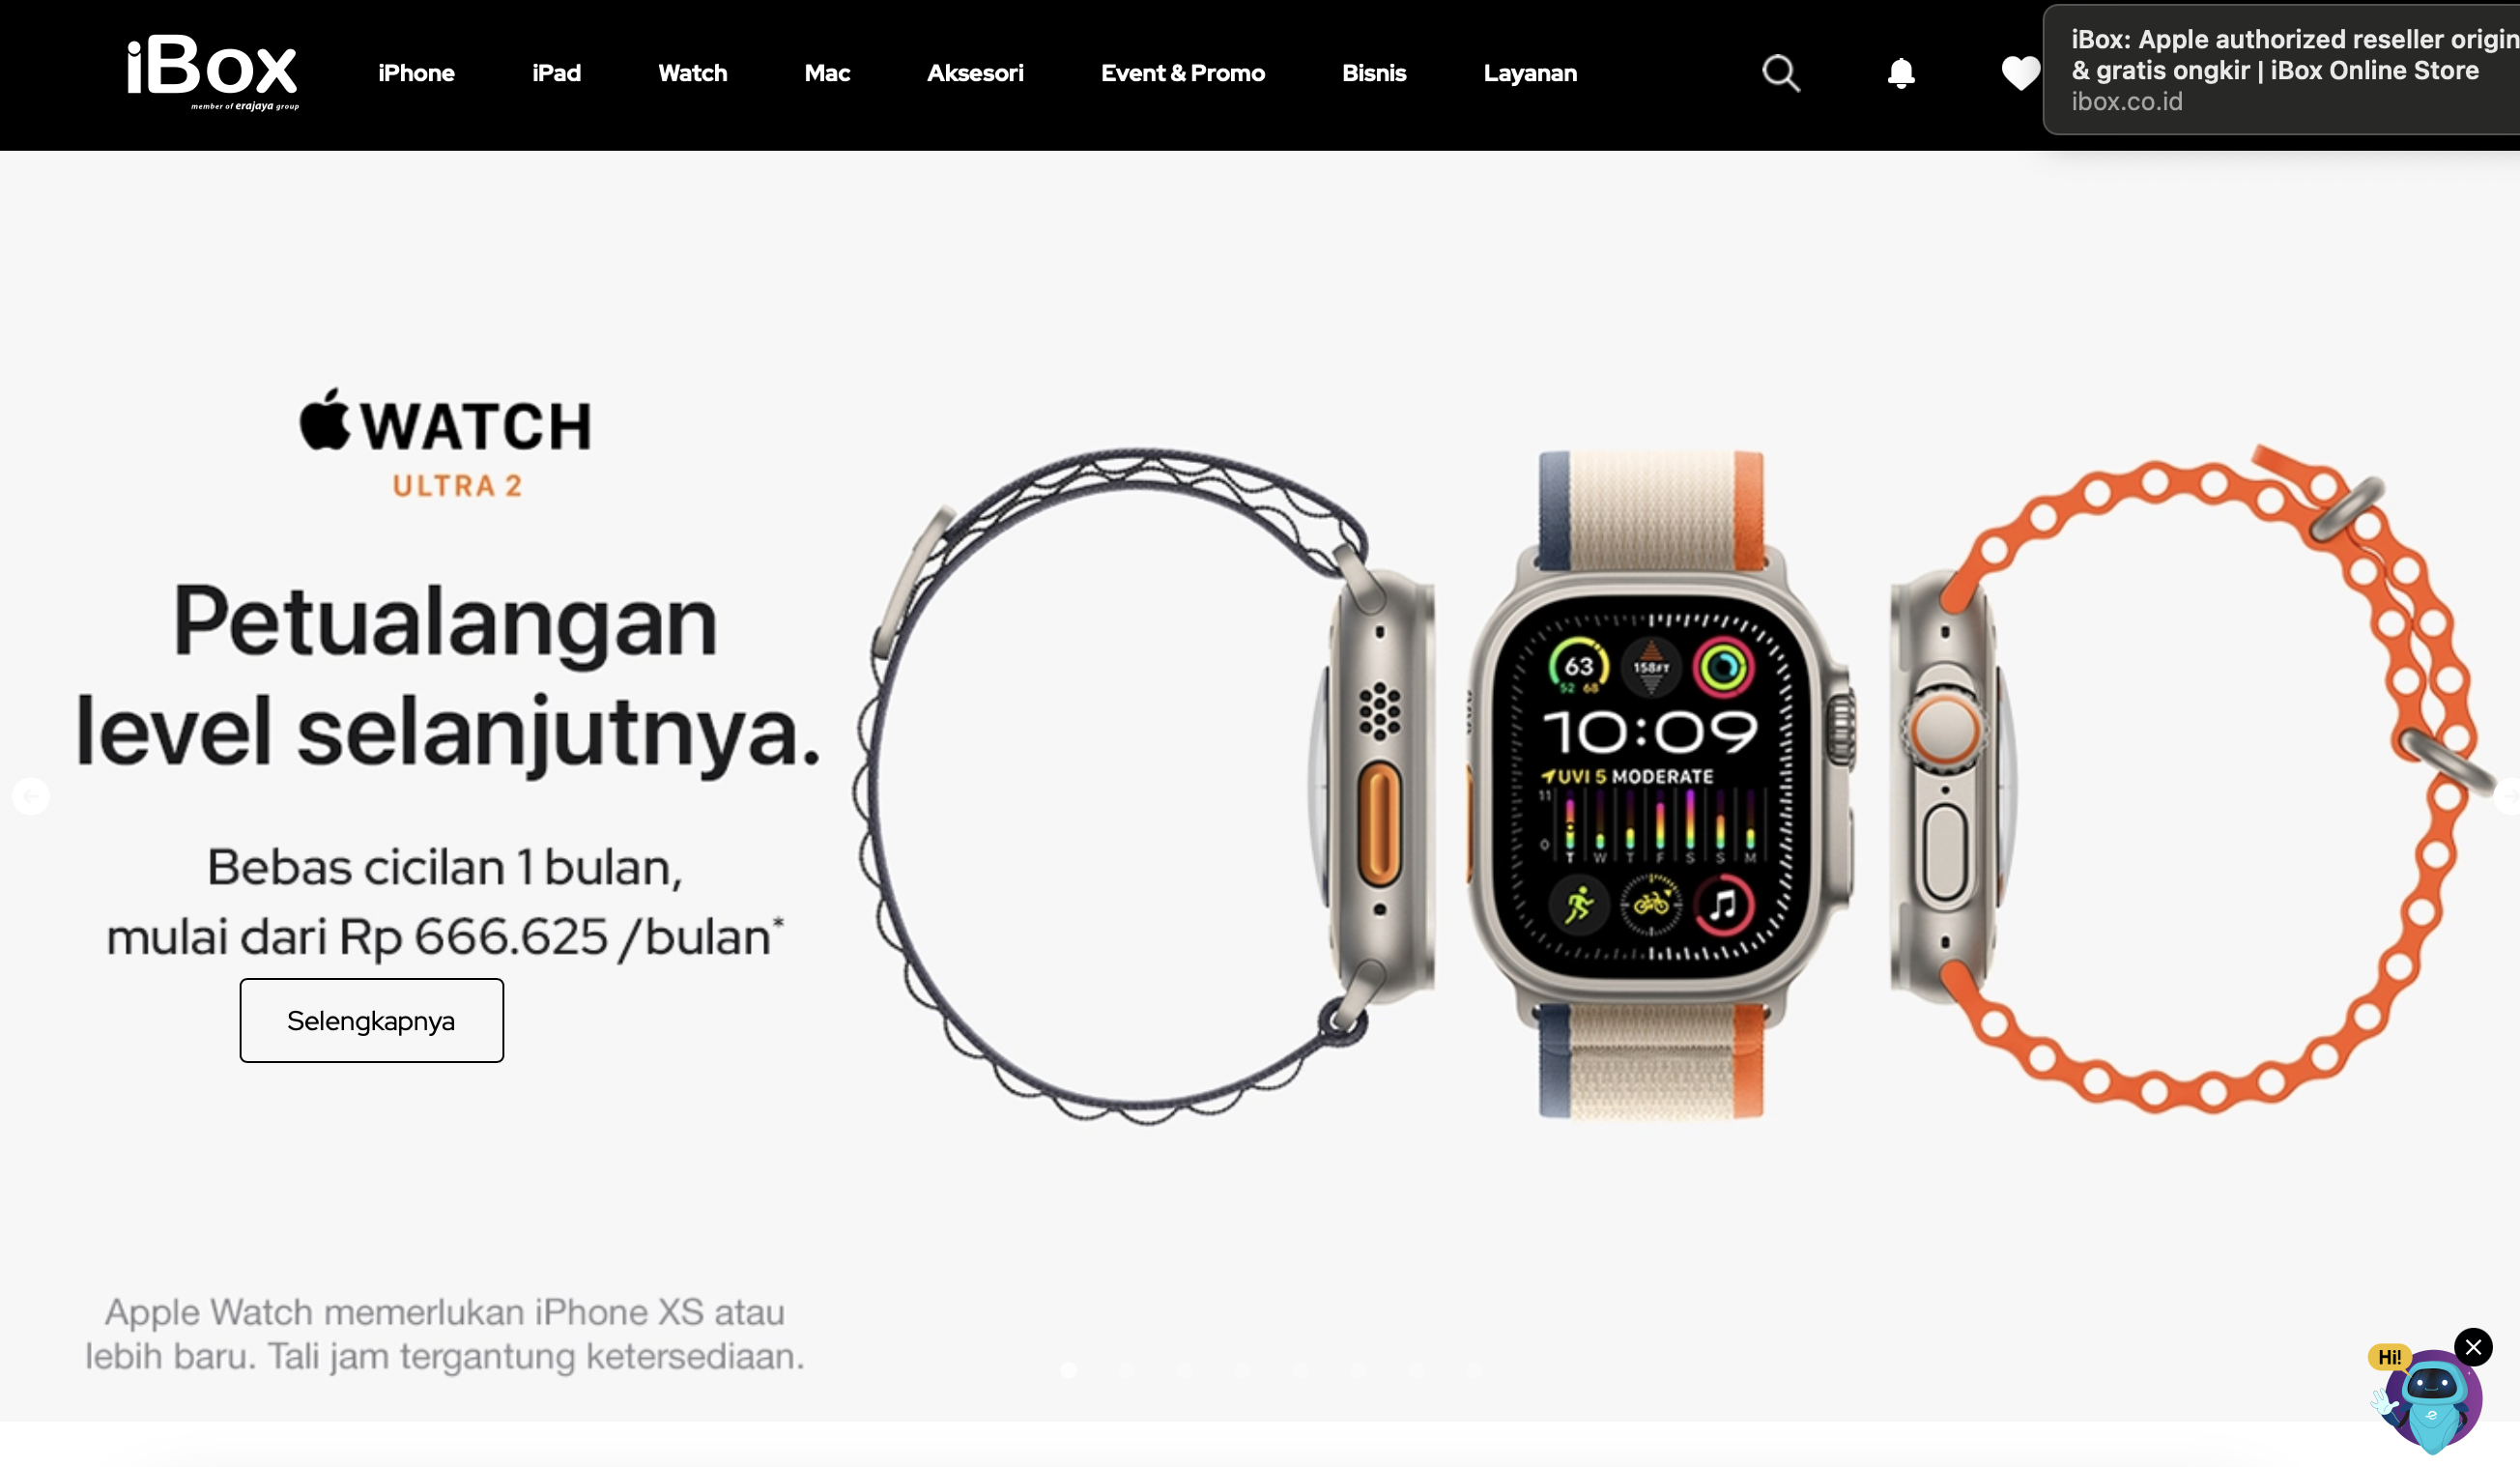 iBox
member of erajaya group
iPhone iPad Watch Mac Aksesori Event & Promo Bisnis Layanan
iBox: Apple authorized reseller origin
& gratis ongkir | iBox Online Store
ibox.co.id
WATCH
ULTRA 2
Petualangan
level selanjutnya.
Bebas cicilan 1 bulan,
mulai dari Rp 666.625 /bulan*
Selengkapnya
63
52 68
158FT
10:09
UVI 5 MODERATE
11
0
T W T F S S M
Apple Watch memerlukan iPhone XS atau
lebih baru. Tali jam tergantung ketersediaan.
Hi!